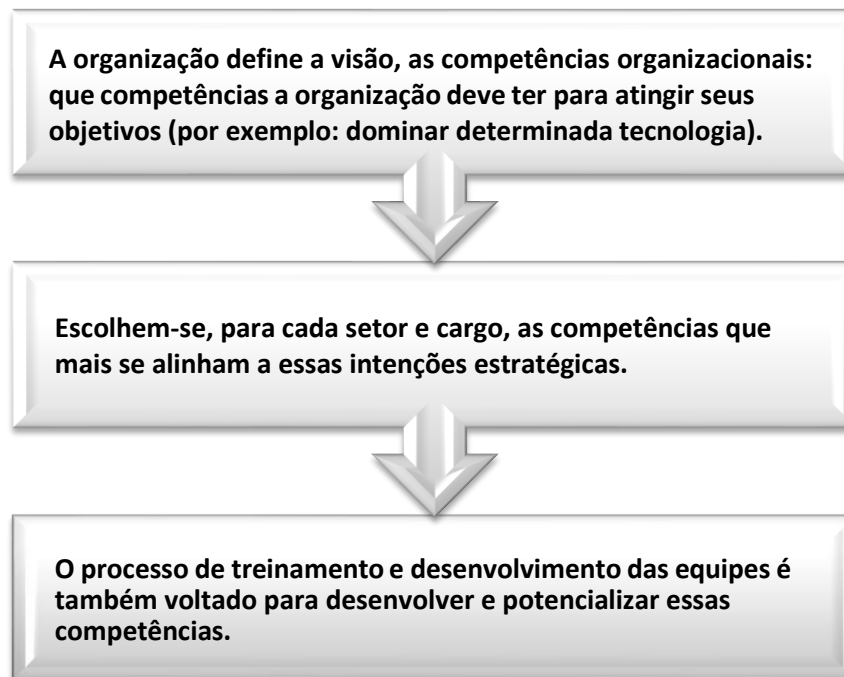 A organização define a visão, as competências organizacionais:
que competências a organização deve ter para atingir seus
objetivos (por exemplo: dominar determinada tecnologia).
Escolhem-se, para cada setor e cargo, as competências que
mais se alinham a essas intenções estratégicas.
O processo de treinamento e desenvolvimento das equipes é
também voltado para desenvolver e potencializar essas
competências.